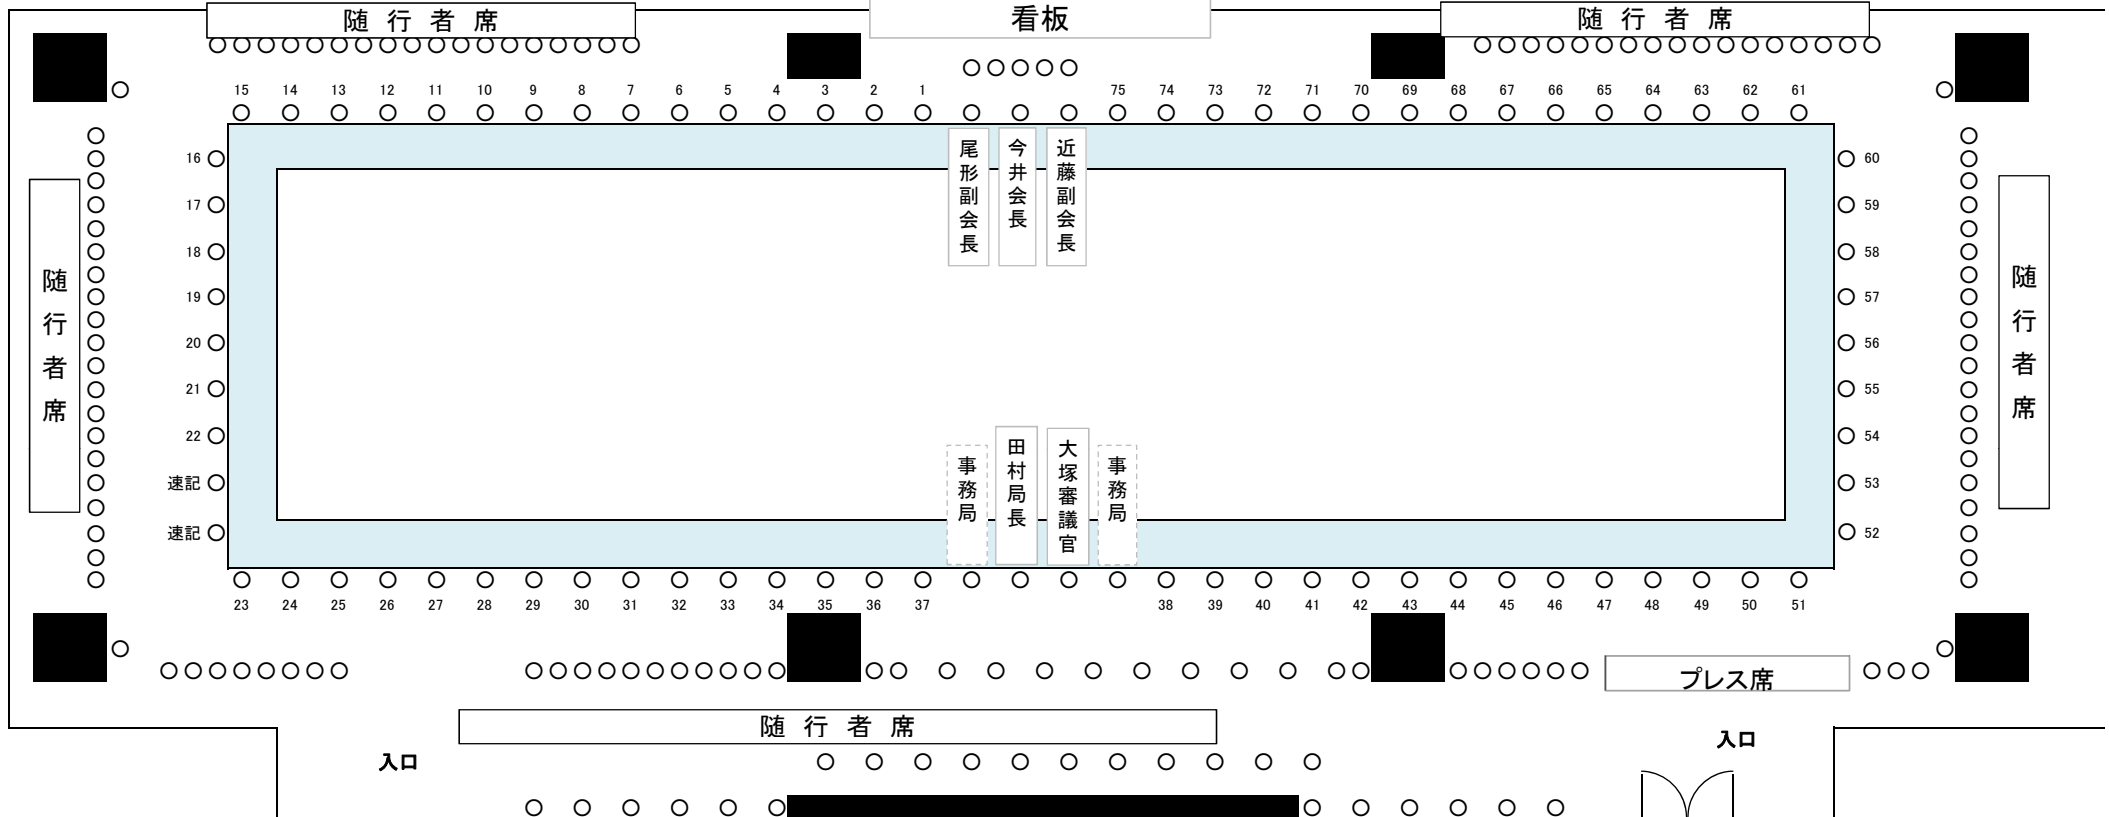 随行者席
看板
随行者席
15 14 13 12 11 10 9 8 7 6 5 4 3 2 1 75 74 73 72 71 70 69 68 67 66 65 64 63 62 61
尾形副会長
今井会長
近藤副会長
16
17
18
19
20
21
22
速記
速記
60
59
58
57
56
55
54
53
52
随行者席
随行者席
事務局
田村局長
大塚審議官
事務局
23 24 25 26 27 28 29 30 31 32 33 34 35 36 37 38 39 40 41 42 43 44 45 46 47 48 49 50 51
プレス席
随行者席
入口
入口